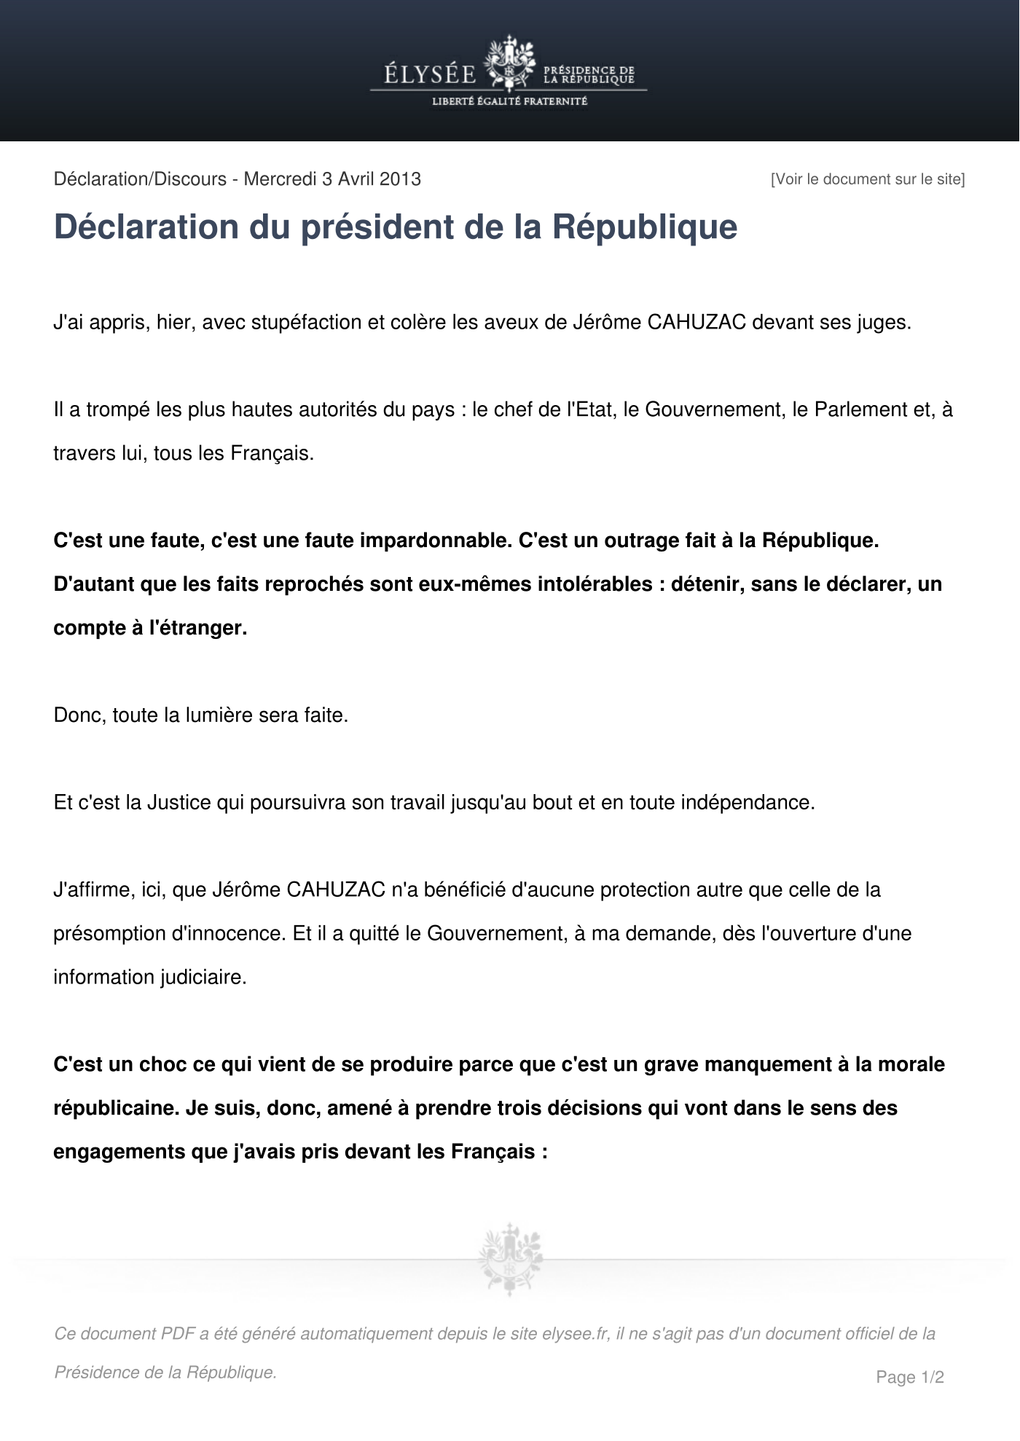 ÉLYSÉE PRÉSIDENCE DE
LA RÉPUBLIQUE
LIBERTÉ ÉGALITÉ FRATERNITÉ
Déclaration/Discours - Mercredi 3 Avril 2013 [Voir le document sur le site]
Déclaration du président de la République
J'ai appris, hier, avec stupéfaction et colère les aveux de Jérôme CAHUZAC devant ses juges.
Il a trompé les plus hautes autorités du pays : le chef de l'Etat, le Gouvernement, le Parlement et, à
travers lui, tous les Français.
C'est une faute, c'est une faute impardonnable. C'est un outrage fait à la République.
D'autant que les faits reprochés sont eux-mêmes intolérables : détenir, sans le déclarer, un
compte à l'étranger.
Donc, toute la lumière sera faite.
Et c'est la Justice qui poursuivra son travail jusqu'au bout et en toute indépendance.
J'affirme, ici, que Jérôme CAHUZAC n'a bénéficié d'aucune protection autre que celle de la
présomption d'innocence. Et il a quitté le Gouvernement, à ma demande, dès l'ouverture d'une
information judiciaire.
C'est un choc ce qui vient de se produire parce que c'est un grave manquement à la morale
républicaine. Je suis, donc, amené à prendre trois décisions qui vont dans le sens des
engagements que j'avais pris devant les Français :
Ce document PDF a été généré automatiquement depuis le site elysee.fr, il ne s'agit pas d'un document officiel de la
Présidence de la République.
Page 1/2